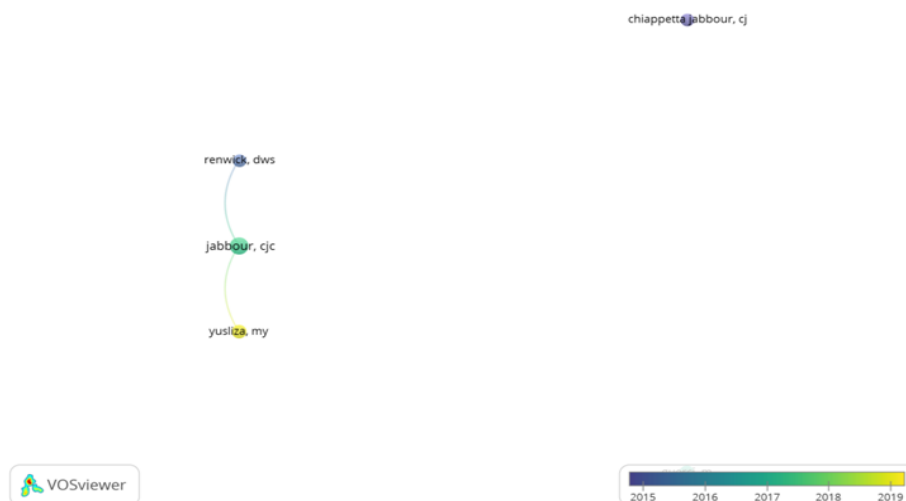 chiappetta jabbour, cj
renwick, dws
jabbour, cjc
yusliza, my
VOSviewer
2015 2016 2017 2018 2019